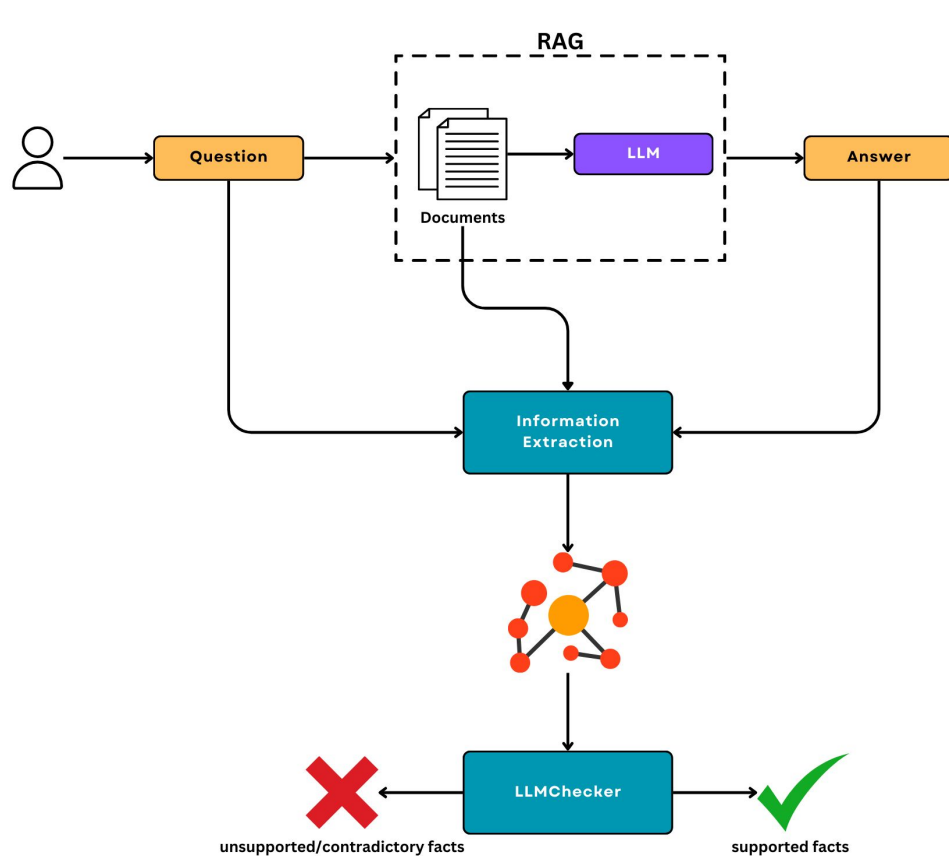 RAG
Question
LLM
Answer
Documents
Information
Extraction
LLMChecker
unsupported/contradictory facts
supported facts